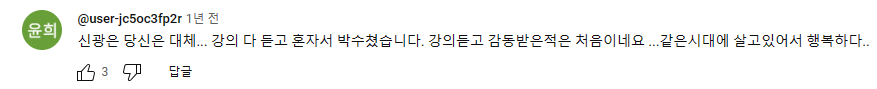 윤희
@user-jc5oc3fp2r 1년 전
신광은 당신은 대체... 강의 다 듣고 혼자서 박수쳤습니다. 강의듣고 감동받은적은 처음이네요 ...같은시대에 살고있어서 행복하다..
3 답글